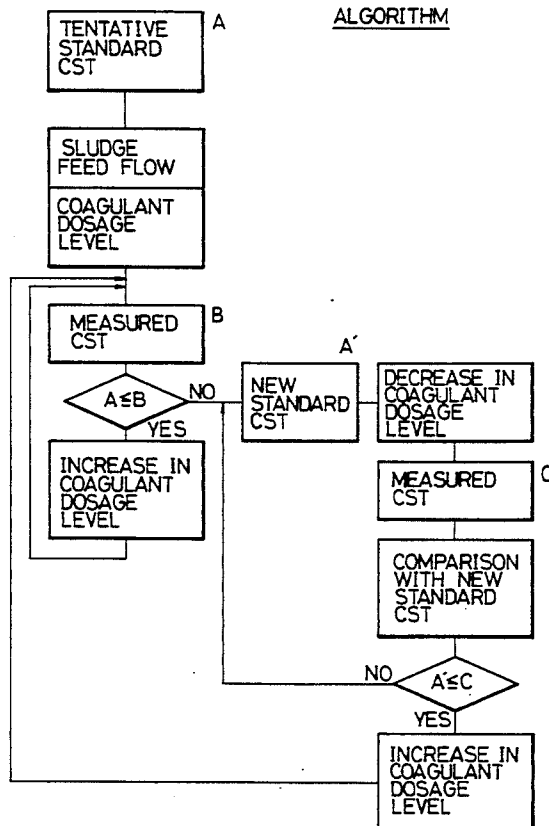 ALGORITHM
A
TENTATIVE
STANDARD
CST
SLUDGE
FEED FLOW
COAGULANT
DOSAGE
LEVEL
B
MEASURED
CST
A≤B
NO
YES
INCREASE IN
COAGULANT
DOSAGE
LEVEL
A´
NEW
STANDARD
CST
DECREASE IN
COAGULANT
DOSAGE
LEVEL
C
MEASURED
CST
COMPARISON
WITH NEW
STANDARD
CST
A´≤C
NO
YES
INCREASE IN
COAGULANT
DOSAGE
LEVEL